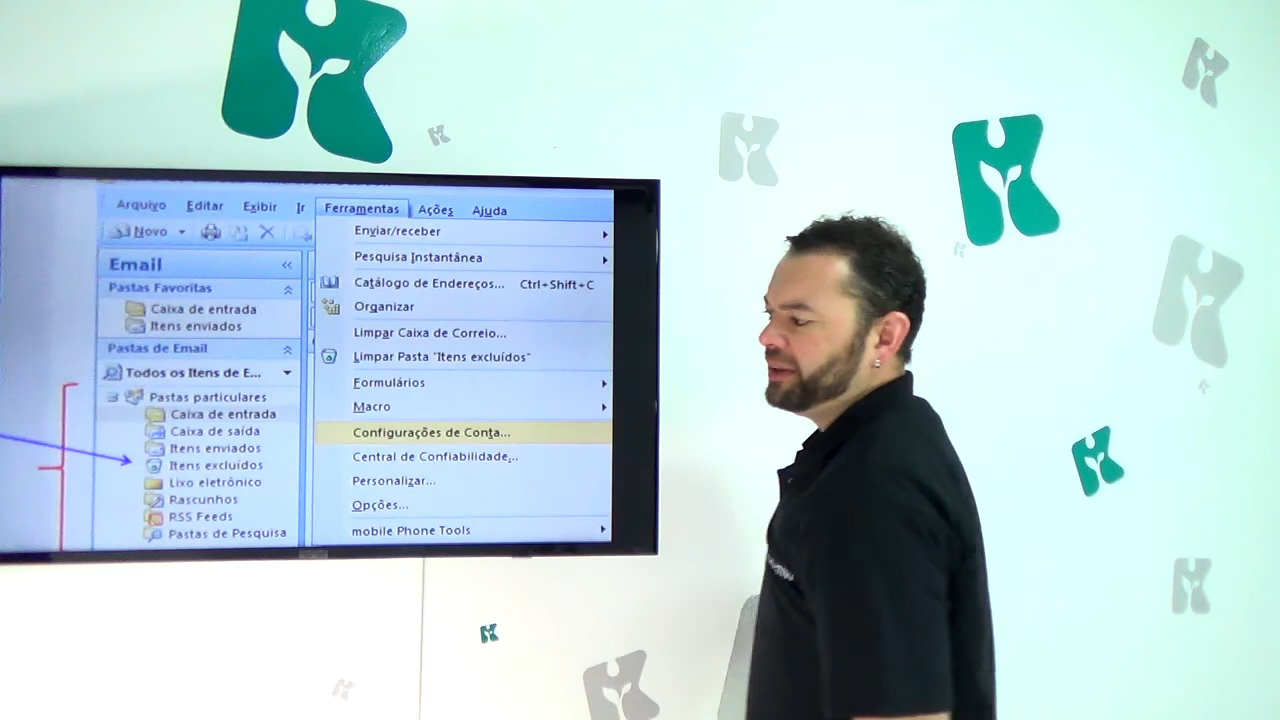 Arquivo Editar Exibir Ir Ferramentas Ações Ajuda
Novo
Email «
Pastas Favoritas
Caixa de entrada
Itens enviados
Pastas de Email
Todos os Itens de E...
Pastas particulares
Caixa de entrada
Caixa de saída
Itens enviados
Itens excluídos
Lixo eletrônico
Rascunhos
RSS Feeds
Pastas de Pesquisa
Enviar/receber
Pesquisa Instantânea
Catálogo de Endereços... Ctrl+Shift+C
Organizar
Limpar Caixa de Correio...
Limpar Pasta "Itens excluídos"
Formulários
Macro
Configurações de Conta...
Central de Confiabilidade...
Personalizar...
Opções...
mobile Phone Tools